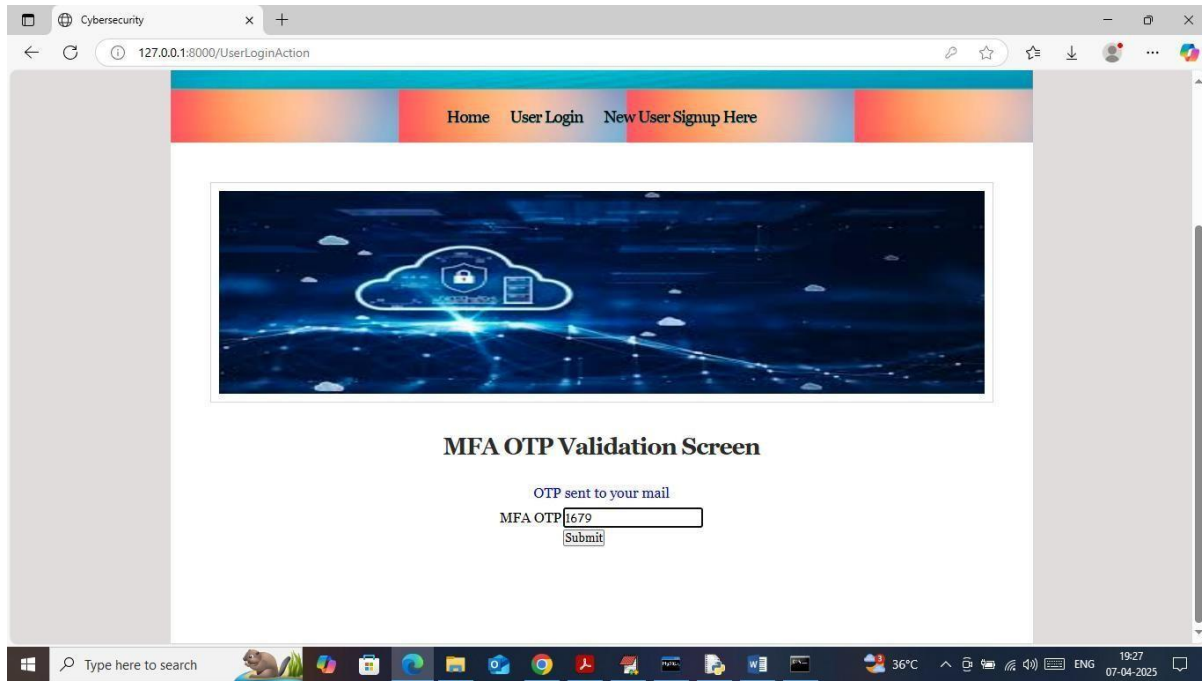 Cybersecurity
127.0.0.1:8000/UserLoginAction
Home User Login New User Signup Here
MFA OTP Validation Screen
OTP sent to your mail
MFA OTP 1679
Submit
Type here to search
36°C
ENG
19:27
07-04-2025